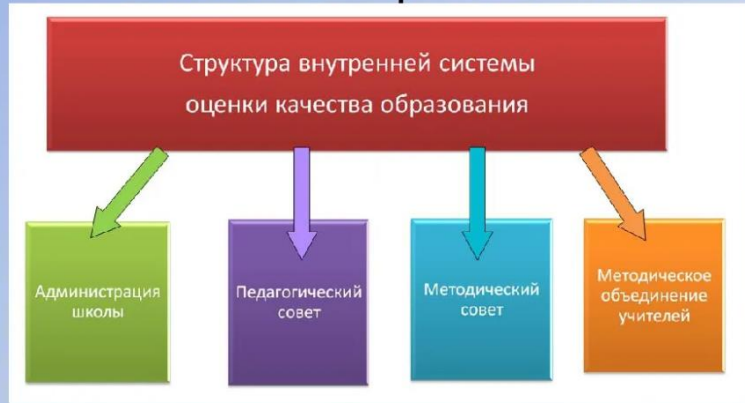 Структура внутренней системы
оценки качества образования
Администрация
школы
Педагогический
совет
Методический
совет
Методическое
объединение
учителей